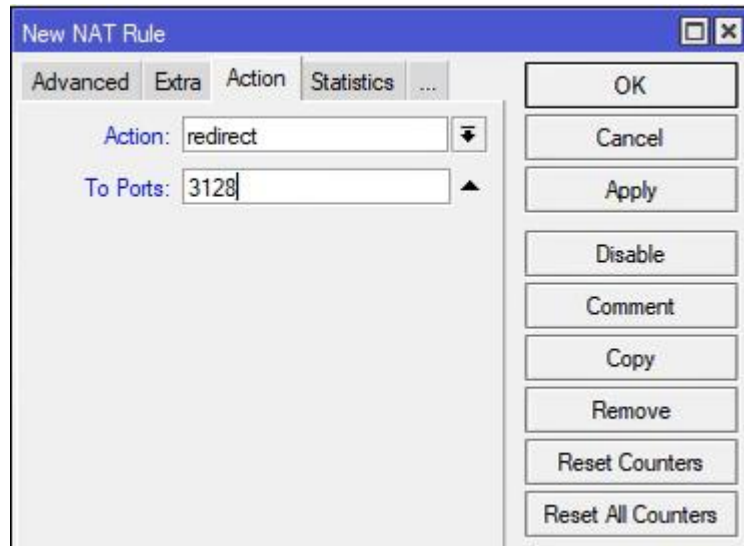 New NAT Rule
Advanced Extra Action Statistics ...
Action: redirect
To Ports: 3128
OK
Cancel
Apply
Disable
Comment
Copy
Remove
Reset Counters
Reset All Counters